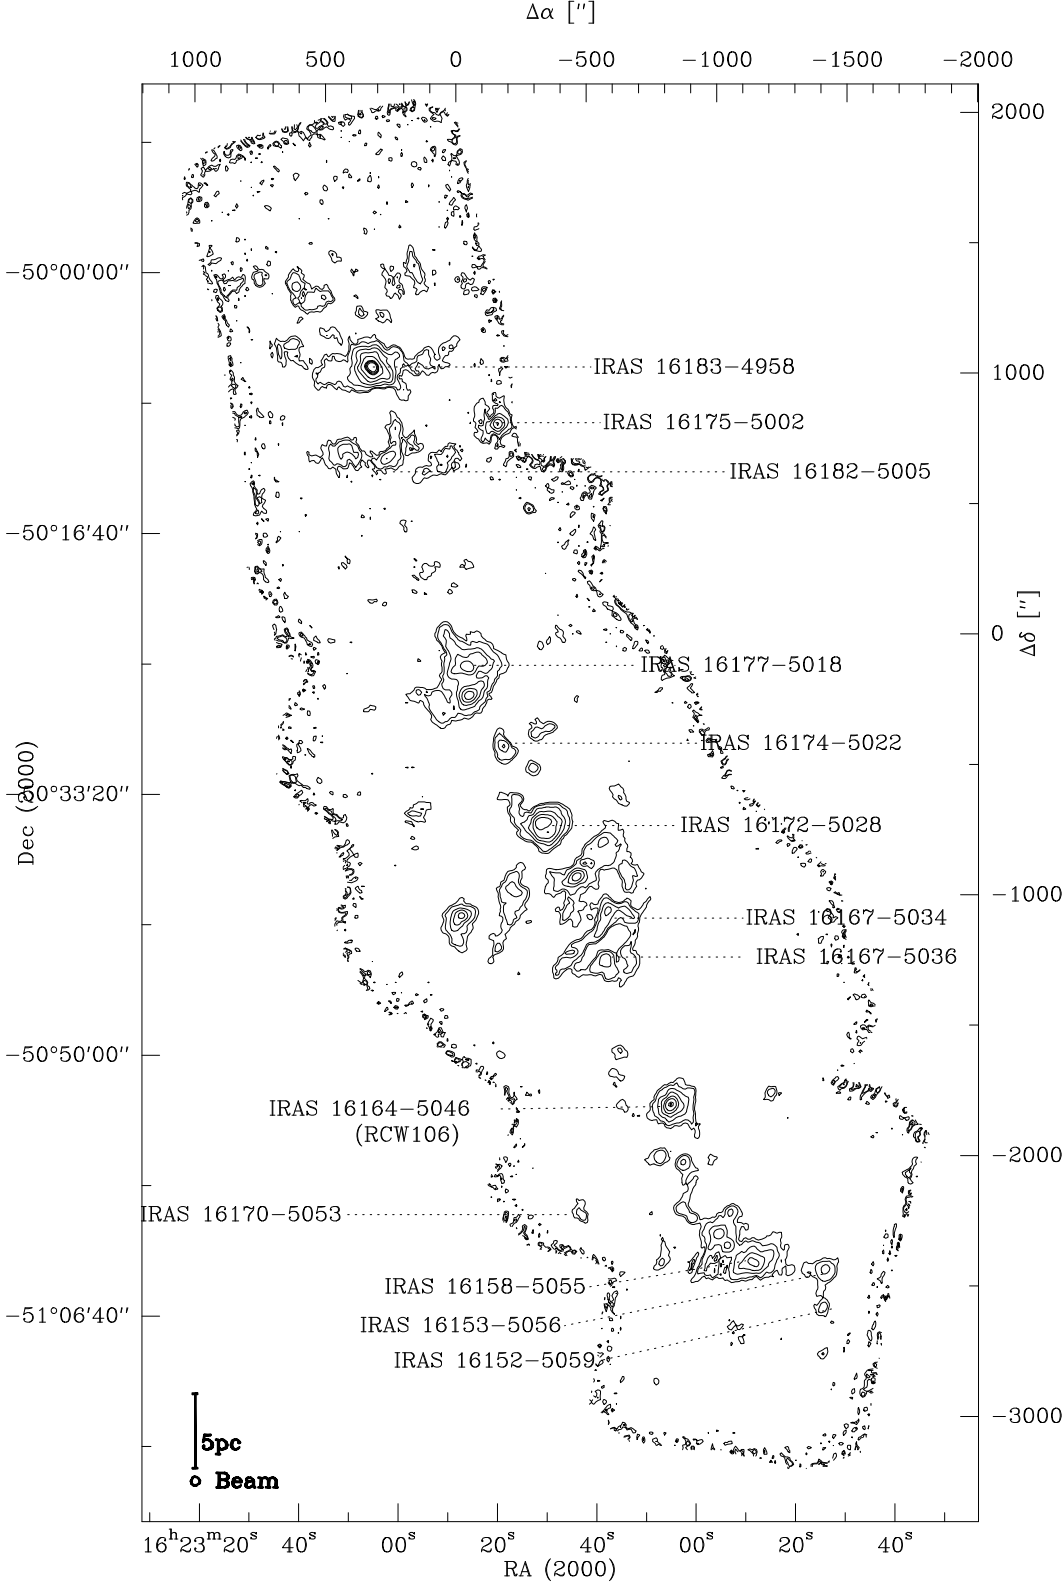 Δα [″]
1000 500 0 −500 −1000 −1500 −2000
2000
−50°00′00″
IRAS 16183−4958
1000
IRAS 16175−5002
IRAS 16182−5005
−50°16′40″
0
Δδ [″]
IRAS 16177−5018
IRAS 16174−5022
Dec (2000)
−50°33′20″
IRAS 16172−5028
−1000
IRAS 16167−5034
IRAS 16167−5036
−50°50′00″
IRAS 16164−5046
(RCW106)
−2000
IRAS 16170−5053
IRAS 16158−5055
−51°06′40″
IRAS 16153−5056
IRAS 16152−5059
−3000
5pc
Beam
16ʰ23ᵐ20ˢ 40ˢ 00ˢ 20ˢ 40ˢ 00ˢ 20ˢ 40ˢ
RA (2000)